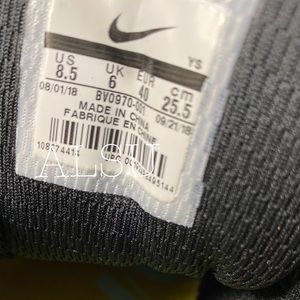 YS
US UK EUR cm
8.5 6 40 25.5
08/01/18 BV0970-001 09/21/18
MADE IN CHINA
FABRIQUE EN CHINE
ALSU